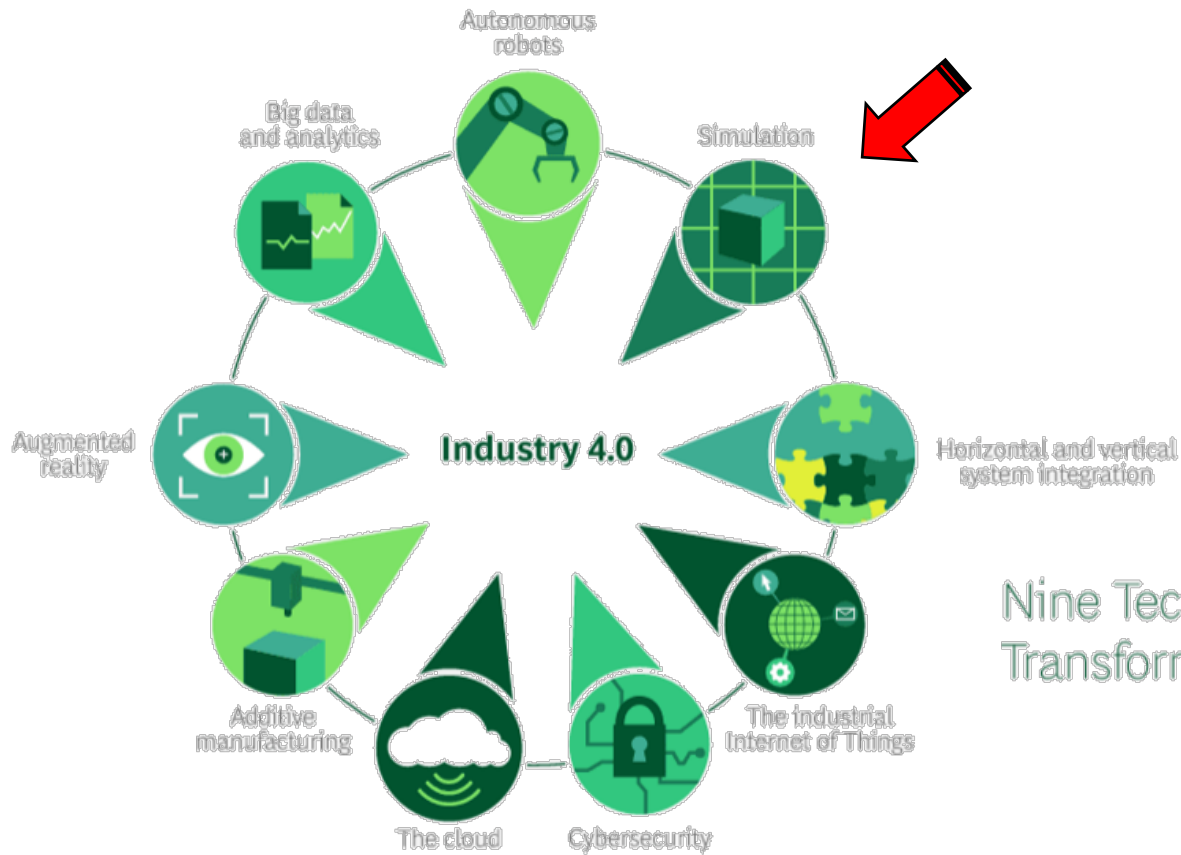 Autonomous
robots
Big data
and analytics
Simulation
Augmented
reality
Industry 4.0
Horizontal and vertical
system integration
Nine Tec
Transfor
Additive
manufacturing
The industrial
Internet of Things
The cloud
Cybersecurity